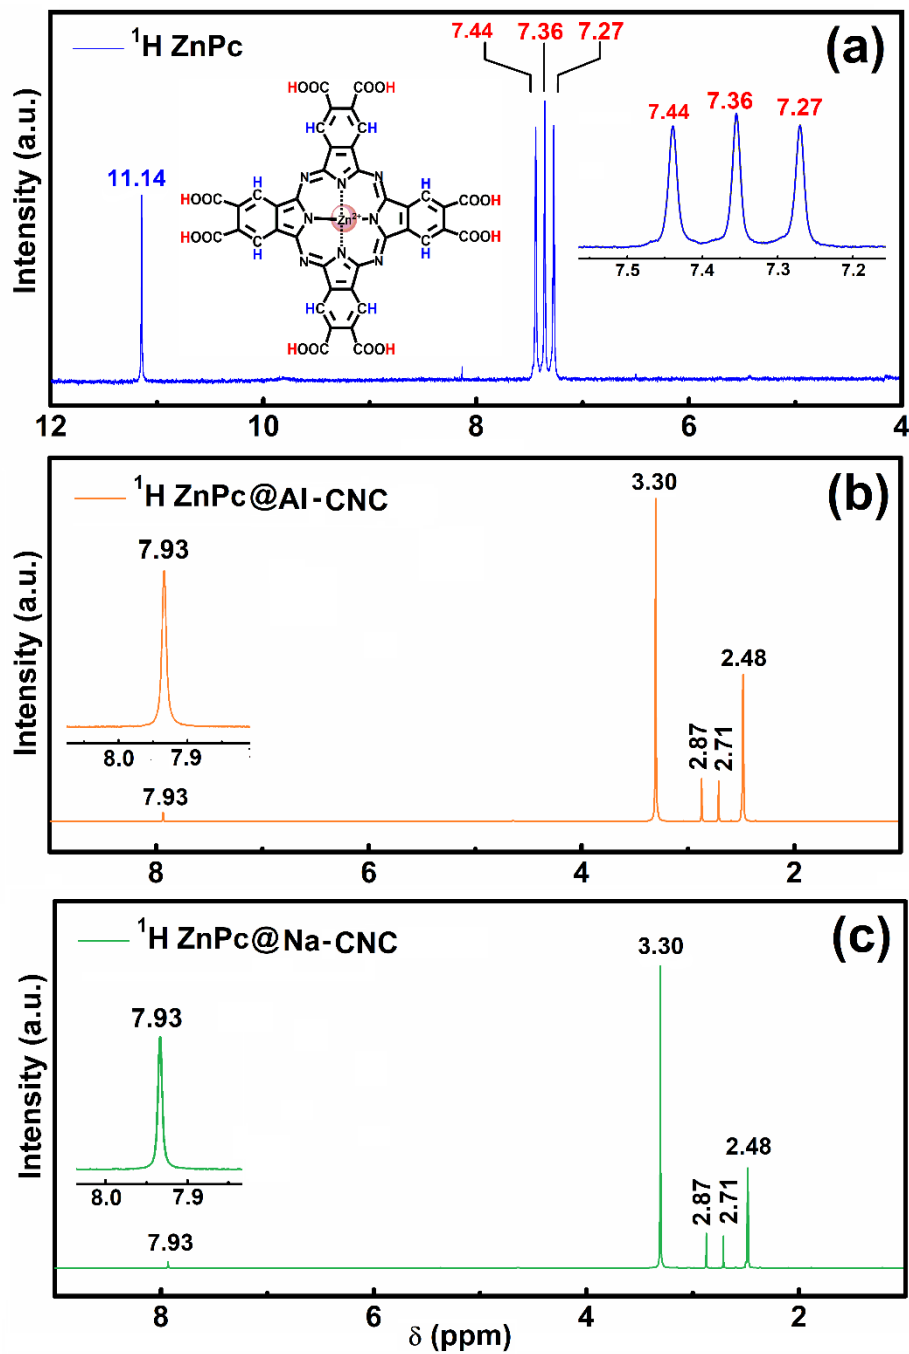 ¹H ZnPc
(a)
7.44 7.36 7.27
11.14
7.44 7.36 7.27
7.5 7.4 7.3 7.2
HOOC COOH
H C C H
N N N
HOOC H C C H COOH
N Zn²⁺ N
HOOC C H C H COOH
N N N
H C C H
HOOC COOH
Intensity (a.u.)
12 10 8 6 4
¹H ZnPc@Al-CNC
(b)
7.93
8.0 7.9
7.93
3.30
2.87
2.71
2.48
Intensity (a.u.)
8 6 4 2
¹H ZnPc@Na-CNC
(c)
7.93
8.0 7.9
7.93
3.30
2.87
2.71
2.48
Intensity (a.u.)
8 6 4 2
δ (ppm)